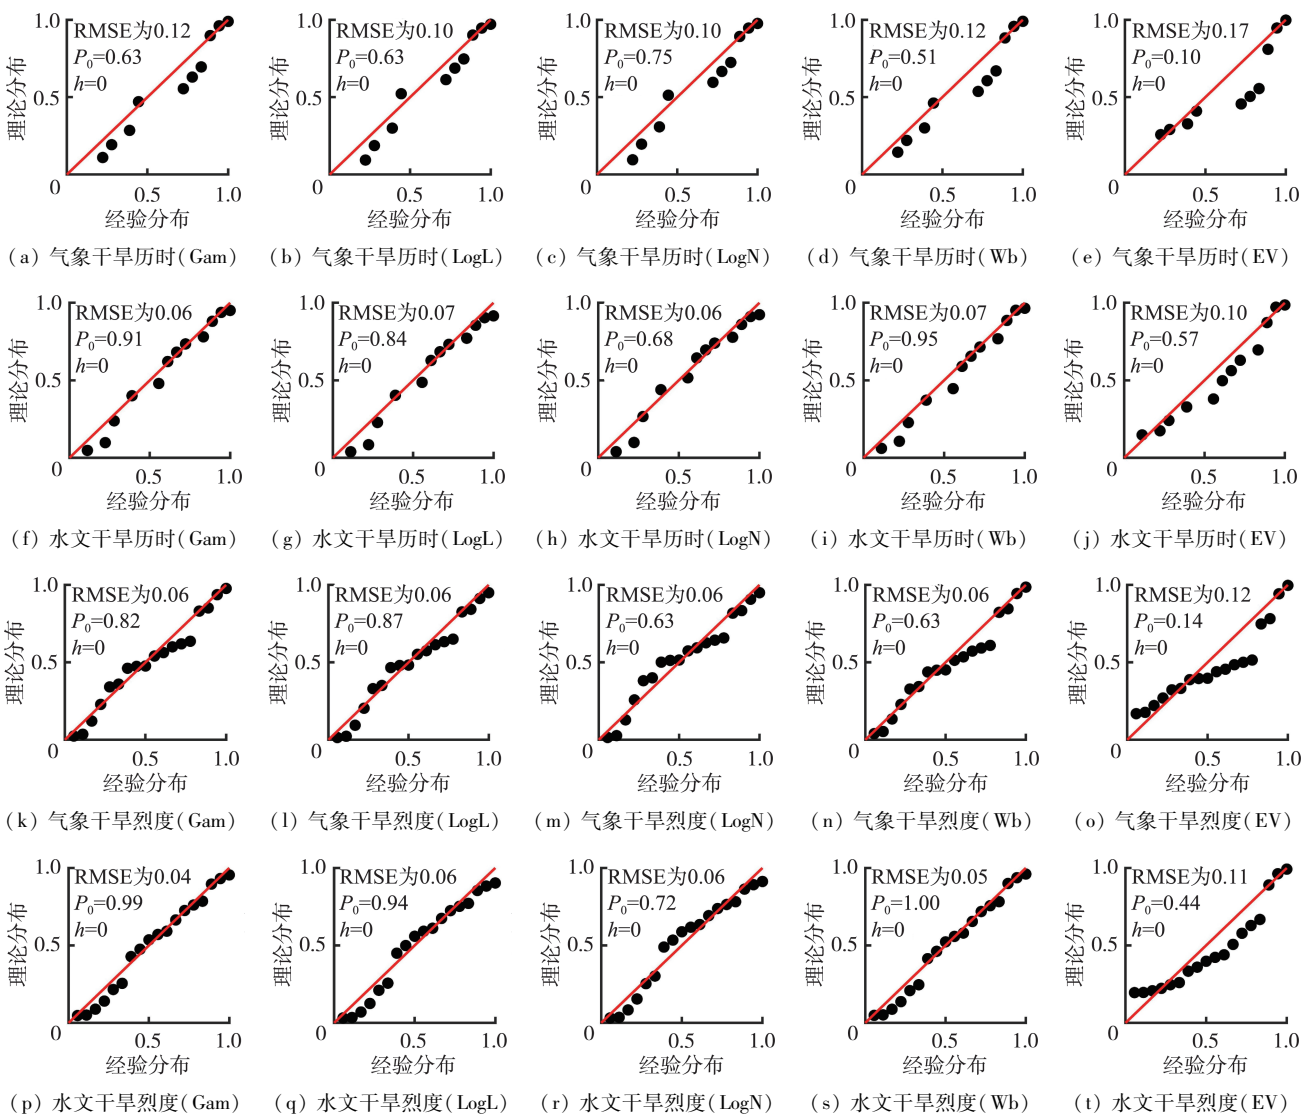 1.0
RMSE为0.12
P0=0.63
h=0
0.5
理论分布
0
0.5
1.0
经验分布
(a) 气象干旱历时(Gam)
1.0
RMSE为0.10
P0=0.63
h=0
0.5
理论分布
0
0.5
1.0
经验分布
(b) 气象干旱历时(LogL)
1.0
RMSE为0.10
P0=0.75
h=0
0.5
理论分布
0
0.5
1.0
经验分布
(c) 气象干旱历时(LogN)
1.0
RMSE为0.12
P0=0.51
h=0
0.5
理论分布
0
0.5
1.0
经验分布
(d) 气象干旱历时(Wb)
1.0
RMSE为0.17
P0=0.10
h=0
0.5
理论分布
0
0.5
1.0
经验分布
(e) 气象干旱历时(EV)
1.0
RMSE为0.06
P0=0.91
h=0
0.5
理论分布
0
0.5
1.0
经验分布
(f) 水文干旱历时(Gam)
1.0
RMSE为0.07
P0=0.84
h=0
0.5
理论分布
0
0.5
1.0
经验分布
(g) 水文干旱历时(LogL)
1.0
RMSE为0.06
P0=0.68
h=0
0.5
理论分布
0
0.5
1.0
经验分布
(h) 水文干旱历时(LogN)
1.0
RMSE为0.07
P0=0.95
h=0
0.5
理论分布
0
0.5
1.0
经验分布
(i) 水文干旱历时(Wb)
1.0
RMSE为0.10
P0=0.57
h=0
0.5
理论分布
0
0.5
1.0
经验分布
(j) 水文干旱历时(EV)
1.0
RMSE为0.06
P0=0.82
h=0
0.5
理论分布
0
0.5
1.0
经验分布
(k) 气象干旱烈度(Gam)
1.0
RMSE为0.06
P0=0.87
h=0
0.5
理论分布
0
0.5
1.0
经验分布
(l) 气象干旱烈度(LogL)
1.0
RMSE为0.06
P0=0.63
h=0
0.5
理论分布
0
0.5
1.0
经验分布
(m) 气象干旱烈度(LogN)
1.0
RMSE为0.06
P0=0.63
h=0
0.5
理论分布
0
0.5
1.0
经验分布
(n) 气象干旱烈度(Wb)
1.0
RMSE为0.12
P0=0.14
h=0
0.5
理论分布
0
0.5
1.0
经验分布
(o) 气象干旱烈度(EV)
1.0
RMSE为0.04
P0=0.99
h=0
0.5
理论分布
0
0.5
1.0
经验分布
(p) 水文干旱烈度(Gam)
1.0
RMSE为0.06
P0=0.94
h=0
0.5
理论分布
0
0.5
1.0
经验分布
(q) 水文干旱烈度(LogL)
1.0
RMSE为0.06
P0=0.72
h=0
0.5
理论分布
0
0.5
1.0
经验分布
(r) 水文干旱烈度(LogN)
1.0
RMSE为0.05
P0=1.00
h=0
0.5
理论分布
0
0.5
1.0
经验分布
(s) 水文干旱烈度(Wb)
1.0
RMSE为0.11
P0=0.44
h=0
0.5
理论分布
0
0.5
1.0
经验分布
(t) 水文干旱烈度(EV)